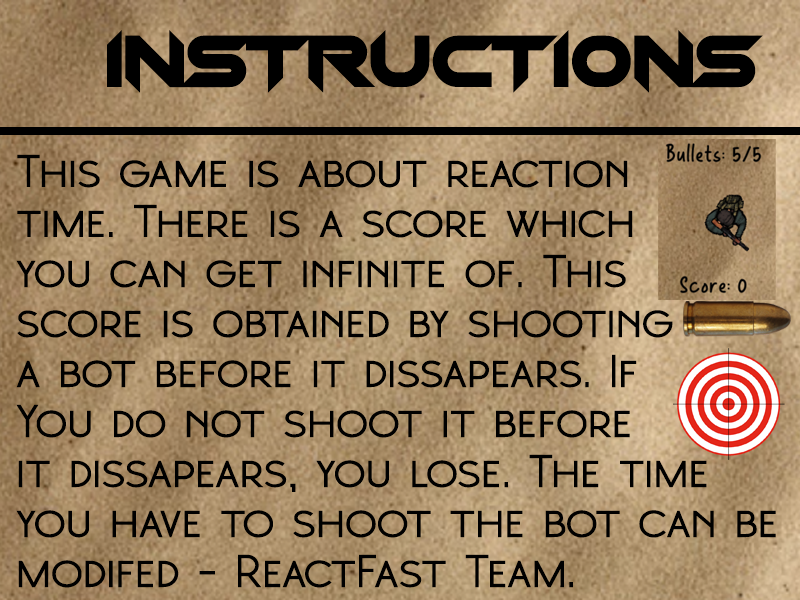 INSTRUCTIONS
This game is about reaction
time. There is a score which
you can get infinite of. This
score is obtained by shooting
a bot before it dissapears. If
You do not shoot it before
it dissapears, you lose. The time
you have to shoot the bot can be
modifed - ReactFast Team.
Bullets: 5/5
Score: 0